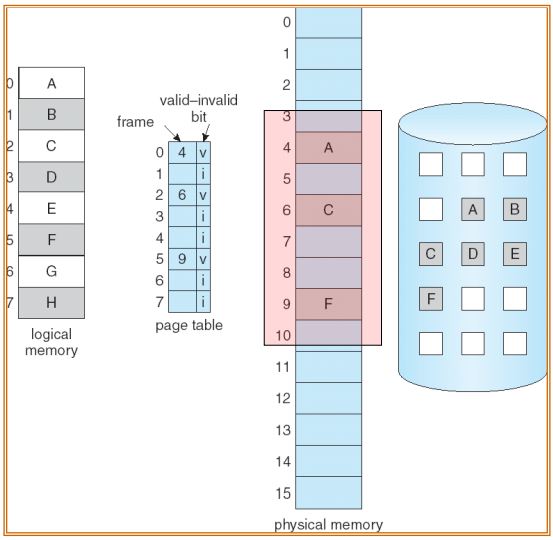 0 A
1 B
2 C
3 D
4 E
5 F
6 G
7 H
logical
memory
valid–invalid
bit
frame
0 4 v
1 i
2 6 v
3 i
4 i
5 9 v
6 i
7 i
page table
0
1
2
3
4 A
5
6 C
7
8
9 F
10
11
12
13
14
15
physical memory
A B
C D E
F